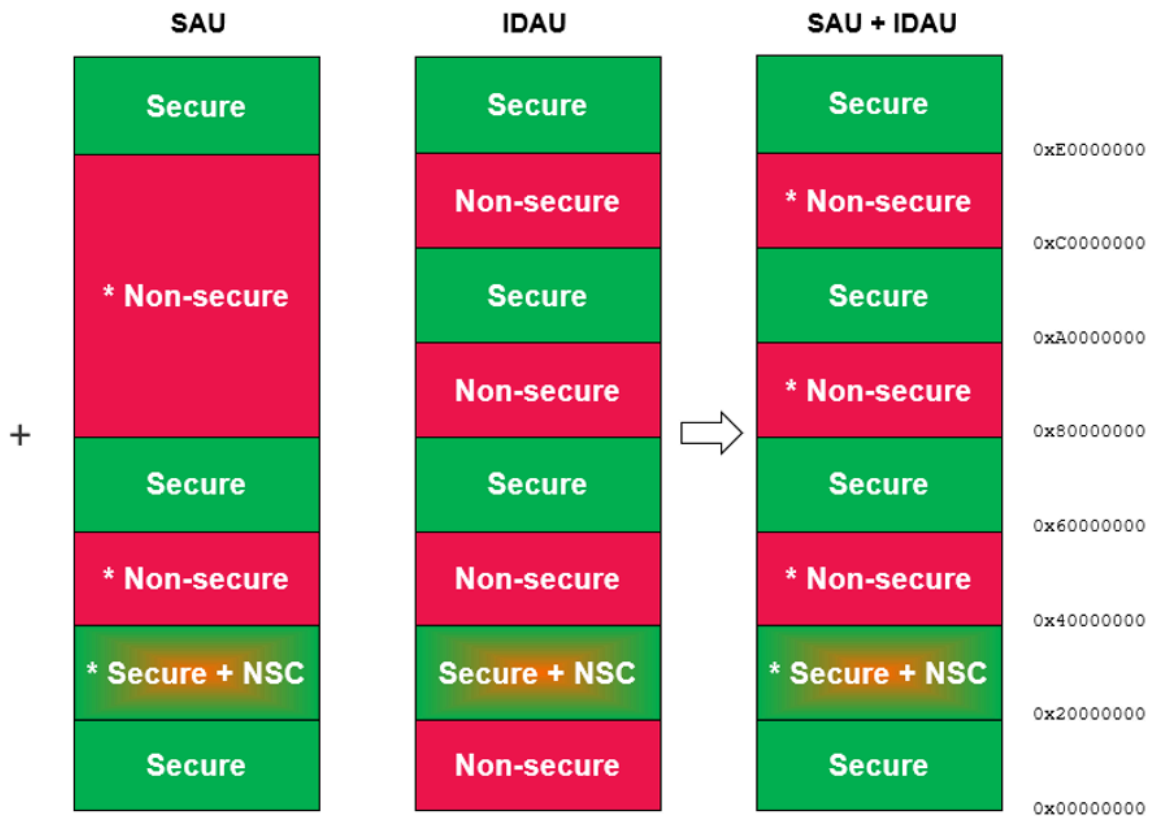 SAU
IDAU
SAU + IDAU
Secure
Secure
Secure
0xE0000000
Non-secure
* Non-secure
0xC0000000
* Non-secure
Secure
Secure
0xA0000000
Non-secure
* Non-secure
+
0x80000000
Secure
Secure
Secure
0x60000000
* Non-secure
Non-secure
* Non-secure
0x40000000
* Secure + NSC
Secure + NSC
* Secure + NSC
0x20000000
Secure
Non-secure
Secure
0x00000000